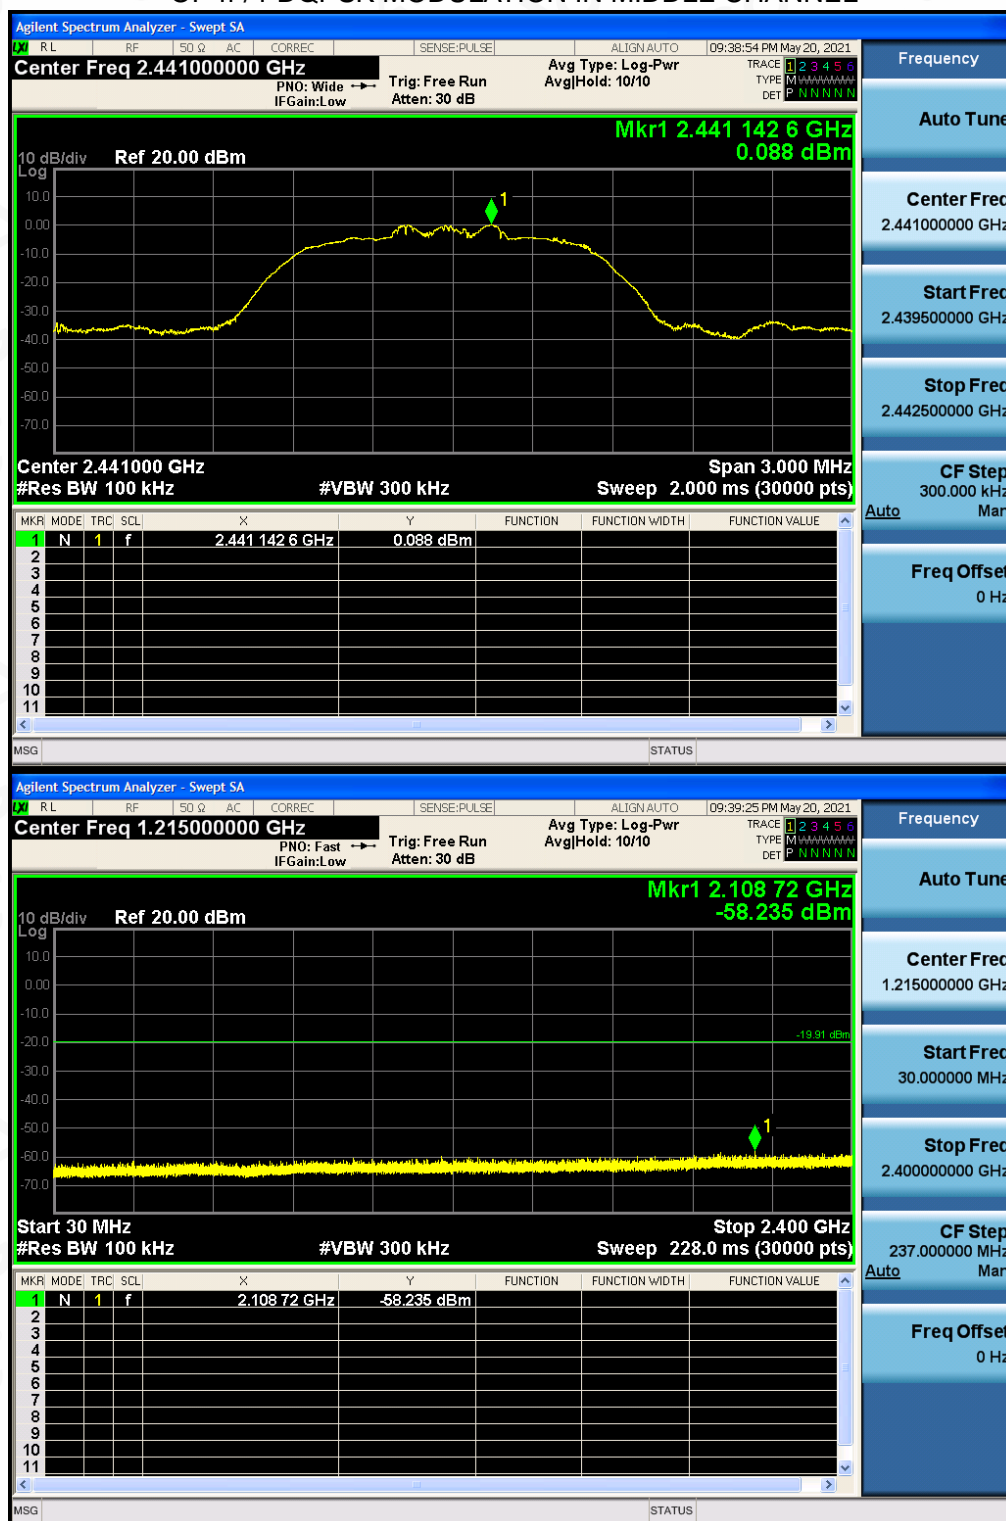 Agilent Spectrum Analyzer - Swept SA
LXI RL RF 50 Ω AC CORREC SENSE:PULSE ALIGN AUTO 09:38:54 PM May 20, 2021
Center Freq 2.441000000 GHz
PNO: Wide
IFGain:Low
Trig: Free Run
Atten: 30 dB
Avg Type: Log-Pwr
Avg|Hold: 10/10
TRACE 1 2 3 4 5 6
TYPE M
DET P N N N N N
Mkr1 2.441 142 6 GHz
0.088 dBm
10 dB/div Ref 20.00 dBm
Log
10.0
0.00
-10.0
-20.0
-30.0
-40.0
-50.0
-60.0
-70.0
1
Center 2.441000 GHz Span 3.000 MHz
#Res BW 100 kHz #VBW 300 kHz Sweep 2.000 ms (30000 pts)
MKR MODE TRC SCL X Y FUNCTION FUNCTION WIDTH FUNCTION VALUE
1 N 1 f 2.441 142 6 GHz 0.088 dBm
2
3
4
5
6
7
8
9
10
11
MSG STATUS
Frequency
Auto Tune
Center Freq
2.441000000 GHz
Start Freq
2.439500000 GHz
Stop Freq
2.442500000 GHz
CF Step
300.000 kHz
Auto Man
Freq Offset
0 Hz
Agilent Spectrum Analyzer - Swept SA
LXI RL RF 50 Ω AC CORREC SENSE:PULSE ALIGN AUTO 09:39:25 PM May 20, 2021
Center Freq 1.215000000 GHz
PNO: Fast
IFGain:Low
Trig: Free Run
Atten: 30 dB
Avg Type: Log-Pwr
Avg|Hold: 10/10
TRACE 1 2 3 4 5 6
TYPE M
DET P N N N N N
Mkr1 2.108 72 GHz
-58.235 dBm
10 dB/div Ref 20.00 dBm
Log
10.0
0.00
-10.0
-20.0
-30.0
-40.0
-50.0
-60.0
-70.0
-19.91 dBm
1
Start 30 MHz Stop 2.400 GHz
#Res BW 100 kHz #VBW 300 kHz Sweep 228.0 ms (30000 pts)
MKR MODE TRC SCL X Y FUNCTION FUNCTION WIDTH FUNCTION VALUE
1 N 1 f 2.108 72 GHz -58.235 dBm
2
3
4
5
6
7
8
9
10
11
MSG STATUS
Frequency
Auto Tune
Center Freq
1.215000000 GHz
Start Freq
30.000000 MHz
Stop Freq
2.400000000 GHz
CF Step
237.000000 MHz
Auto Man
Freq Offset
0 Hz